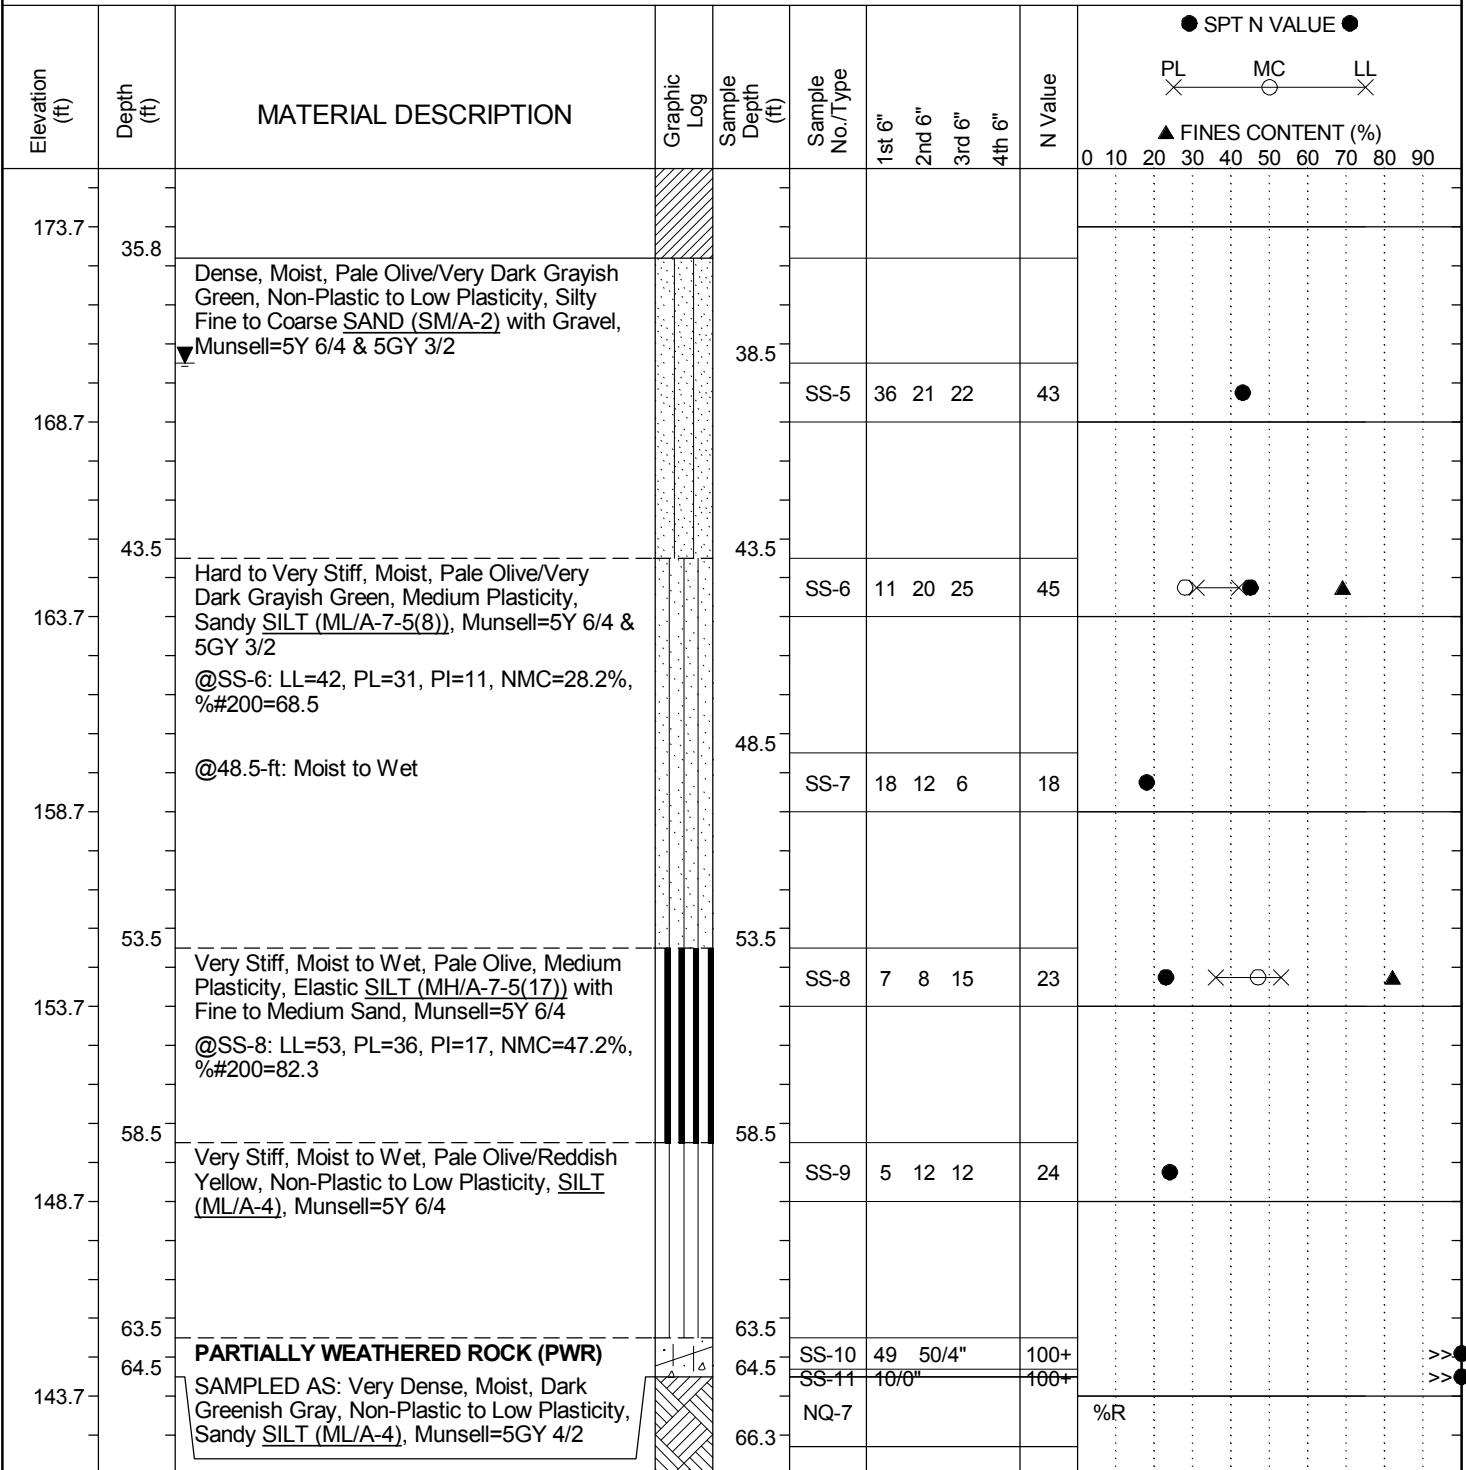 ● SPT N VALUE ●
PL MC LL
▲ FINES CONTENT (%)
0 10 20 30 40 50 60 70 80 90
Elevation (ft)
Depth (ft)
MATERIAL DESCRIPTION
Graphic Log
Sample Depth (ft)
Sample No./Type
1st 6"
2nd 6"
3rd 6"
4th 6"
N Value
173.7
35.8
Dense, Moist, Pale Olive/Very Dark Grayish
Green, Non-Plastic to Low Plasticity, Silty
Fine to Coarse SAND (SM/A-2) with Gravel,
Munsell=5Y 6/4 & 5GY 3/2
38.5
SS-5 36 21 22 43
168.7
43.5 43.5
Hard to Very Stiff, Moist, Pale Olive/Very
Dark Grayish Green, Medium Plasticity,
Sandy SILT (ML/A-7-5(8)), Munsell=5Y 6/4 &
5GY 3/2
SS-6 11 20 25 45
163.7
@SS-6: LL=42, PL=31, PI=11, NMC=28.2%,
%#200=68.5
48.5
@48.5-ft: Moist to Wet
SS-7 18 12 6 18
158.7
53.5 53.5
Very Stiff, Moist to Wet, Pale Olive, Medium
Plasticity, Elastic SILT (MH/A-7-5(17)) with
Fine to Medium Sand, Munsell=5Y 6/4
SS-8 7 8 15 23
153.7
@SS-8: LL=53, PL=36, PI=17, NMC=47.2%,
%#200=82.3
58.5 58.5
Very Stiff, Moist to Wet, Pale Olive/Reddish
Yellow, Non-Plastic to Low Plasticity, SILT
(ML/A-4), Munsell=5Y 6/4
SS-9 5 12 12 24
148.7
63.5 63.5
PARTIALLY WEATHERED ROCK (PWR)
SS-10 49 50/4" 100+ >>
64.5 64.5
SS-11 10/0" 100+ >>
SAMPLED AS: Very Dense, Moist, Dark
Greenish Gray, Non-Plastic to Low Plasticity,
Sandy SILT (ML/A-4), Munsell=5GY 4/2
143.7
NQ-7 %R
66.3